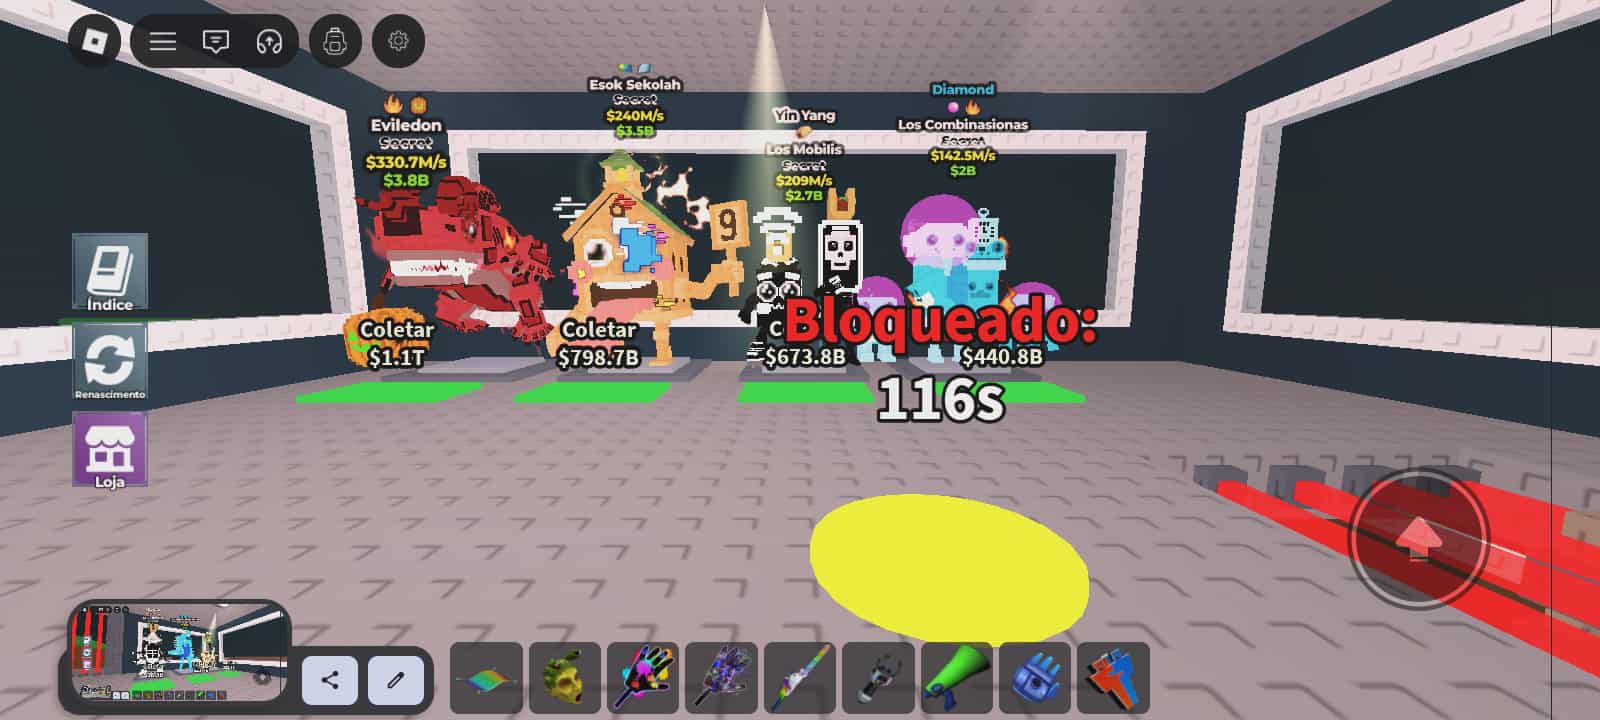 Esok Sekolah
Secret
$240M/s
$3.5B
Diamond
Los Combinasionas
Secret
$142.5M/s
$2B
Eviledon
Secret
$330.7M/s
$3.8B
Yin Yang
Los Mobilis
Secret
$209M/s
$2.7B
9
Índice
Renascimento
Loja
Coletar
$1.1T
Coletar
$798.7B
C
$673.8B
$440.8B
Bloqueado:
116s